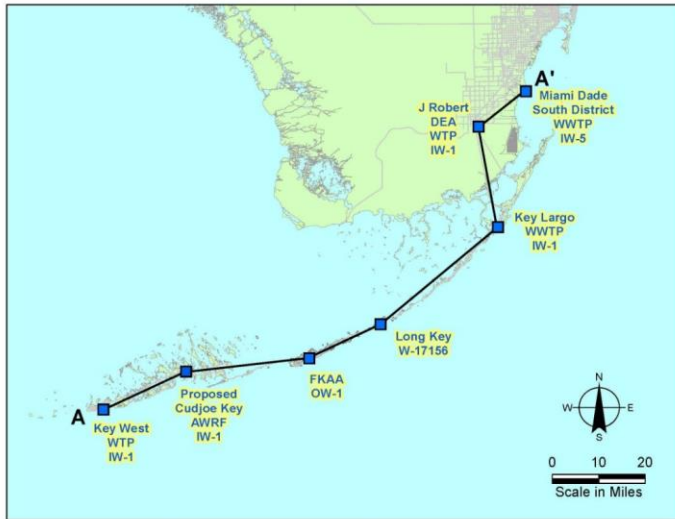 A'
Miami Dade
South District
WWTP
IW-5
J Robert
DEA
WTP
IW-1
Key Largo
WWTP
IW-1
Long Key
W-17156
FKAA
OW-1
Proposed
Cudjoe Key
AWRF
IW-1
A
Key West
WTP
IW-1
N
W
E
S
0 10 20
Scale in Miles